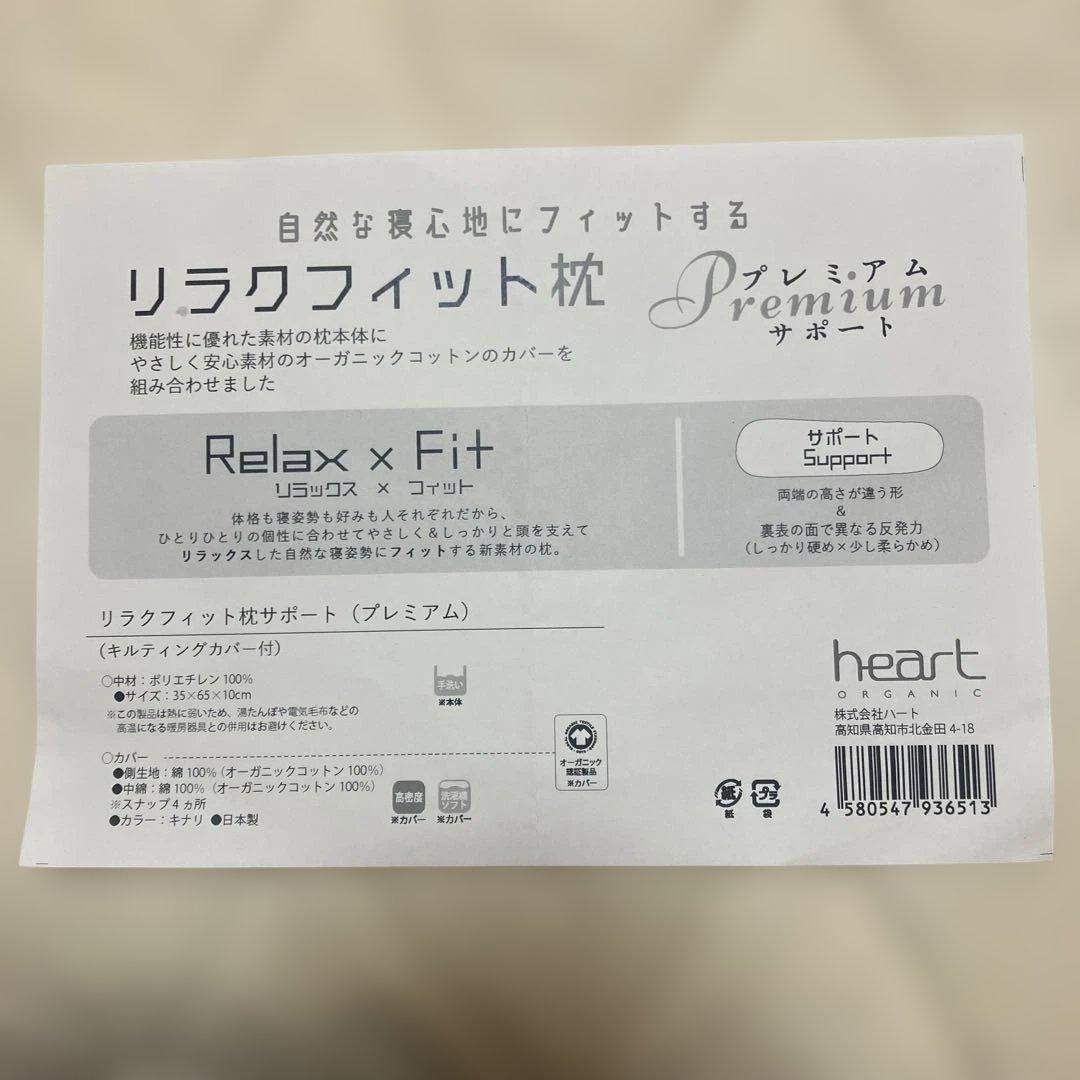 自然な寝心地にフィットする
リラクフィット枕
プレミアム
Premium
サポート
機能性に優れた素材の枕本体に
やさしく安心素材のオーガニックコットンのカバーを
組み合わせました
Relax × Fit
リラックス × フィット
体格も寝姿勢も好みも人それぞれだから、
ひとりひとりの個性に合わせてやさしく&しっかりと頭を支えて
リラックスした自然な寝姿勢にフィットする新素材の枕。
サポート
Support
両端の高さが違う形
&
裏表の面で異なる反発力
(しっかり硬め×少し柔らかめ)
リラクフィット枕サポート（プレミアム）
(キルティングカバー付)
○中材：ポリエチレン100%
●サイズ：35×65×10cm
※この製品は熱に弱いため、湯たんぽや電気毛布などの
高温になる暖房器具との併用はお避けください。
手洗い
※本体
○カバー
●側生地：綿100%（オーガニックコットン100%）
●中綿：綿100%（オーガニックコットン100%）
※スナップ4ヵ所
●カラー：キナリ ●日本製
高密度
※カバー
洗濯機
ソフト
※カバー
オーガニック
認証製品
※カバー
heart
ORGANIC
株式会社ハート
高知県高知市北金田4-18
紙
紙
プラ
袋
4 580547 936513